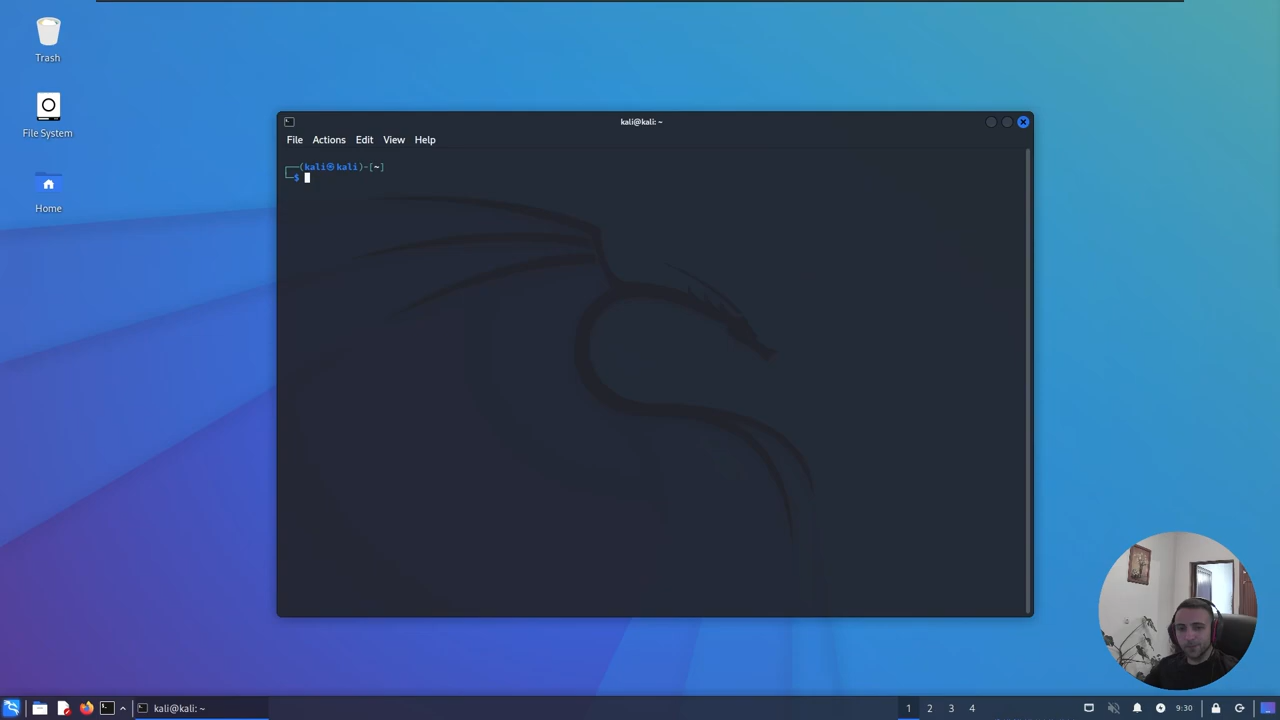 Trash
File System
Home
kali@kali: ~
File Actions Edit View Help
┌──(kali㉿kali)-[~]
└─$
kali@kali: ~
1 2 3 4
9:30